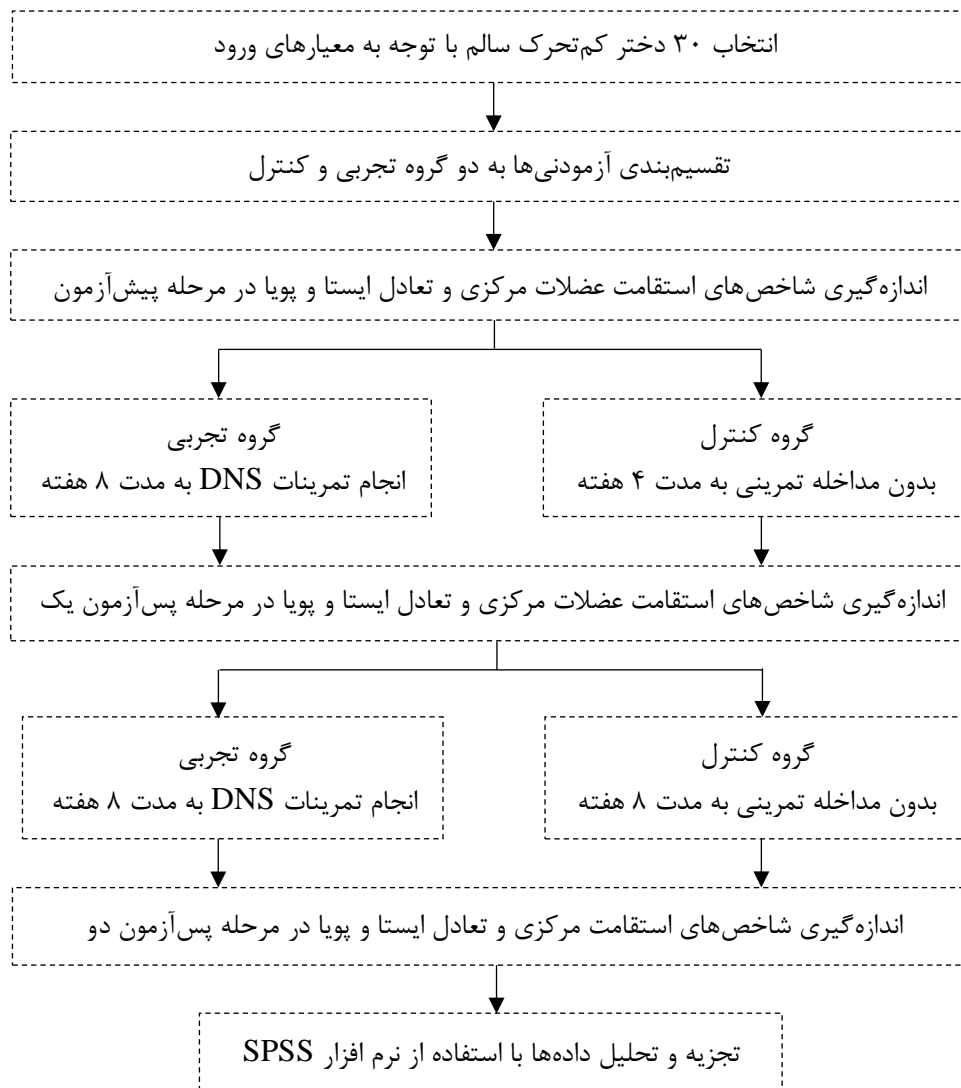 انتخاب ۳۰ دختر کم‌تحرک سالم با توجه به معیارهای ورود
تقسیم‌بندی آزمودنی‌ها به دو گروه تجربی و کنترل
اندازه‌گیری شاخص‌های استقامت عضلات مرکزی و تعادل ایستا و پویا در مرحله پیش‌آزمون
گروه کنترل
بدون مداخله تمرینی به مدت ۴ هفته
گروه تجربی
انجام تمرینات DNS به مدت ۸ هفته
اندازه‌گیری شاخص‌های استقامت عضلات مرکزی و تعادل ایستا و پویا در مرحله پس‌آزمون یک
گروه کنترل
بدون مداخله تمرینی به مدت ۸ هفته
گروه تجربی
انجام تمرینات DNS به مدت ۸ هفته
اندازه‌گیری شاخص‌های استقامت مرکزی و تعادل ایستا و پویا در مرحله پس‌آزمون دو
تجزیه و تحلیل داده‌ها با استفاده از نرم افزار SPSS